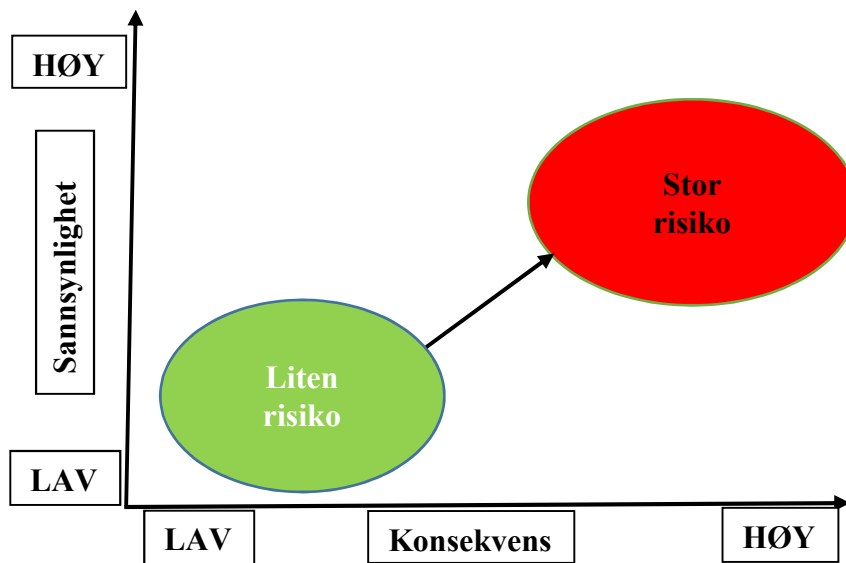 HØY
Sannsynlighet
LAV
Stor
risiko
Liten
risiko
LAV
Konsekvens
HØY